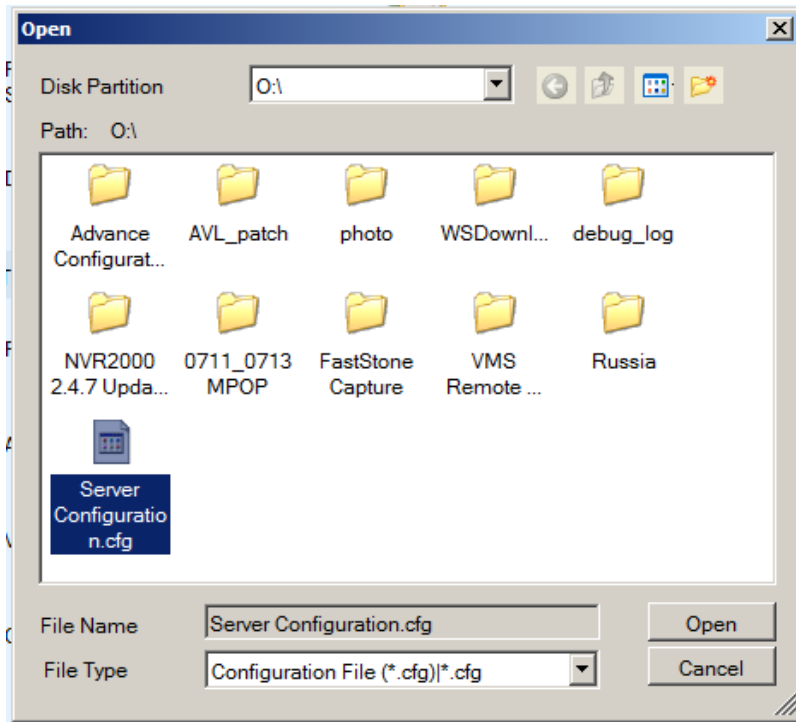 Open
Disk Partition
O:\
Path: O:\
Advance
Configurat...
AVL_patch
photo
WSDownl...
debug_log
NVR2000
2.4.7 Upda...
0711_0713
MPOP
FastStone
Capture
VMS
Remote ...
Russia
Server
Configuratio
n.cfg
File Name
Server Configuration.cfg
Open
File Type
Configuration File (*.cfg)|*.cfg
Cancel